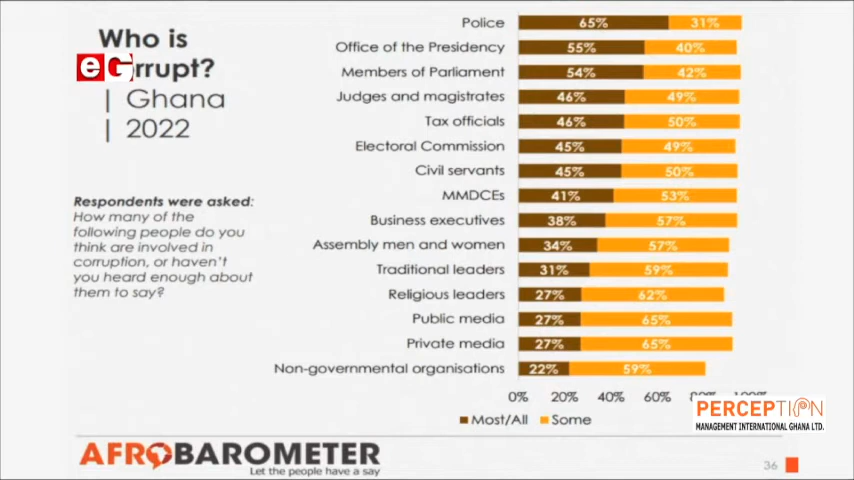 Who is
eG rrupt?
| Ghana
| 2022
Respondents were asked:
How many of the
following people do you
think are involved in
corruption, or haven't
you heard enough about
them to say?
Police 65% 31%
Office of the Presidency 55% 40%
Members of Parliament 54% 42%
Judges and magistrates 46% 49%
Tax officials 46% 50%
Electoral Commission 45% 49%
Civil servants 45% 50%
MMDCEs 41% 53%
Business executives 38% 57%
Assembly men and women 34% 57%
Traditional leaders 31% 59%
Religious leaders 27% 62%
Public media 27% 65%
Private media 27% 65%
Non-governmental organisations 22% 59%
0% 20% 40% 60%
Most/All Some
PERCEPTION
MANAGEMENT INTERNATIONAL GHANA LTD.
AFROBAROMETER
Let the people have a say
36